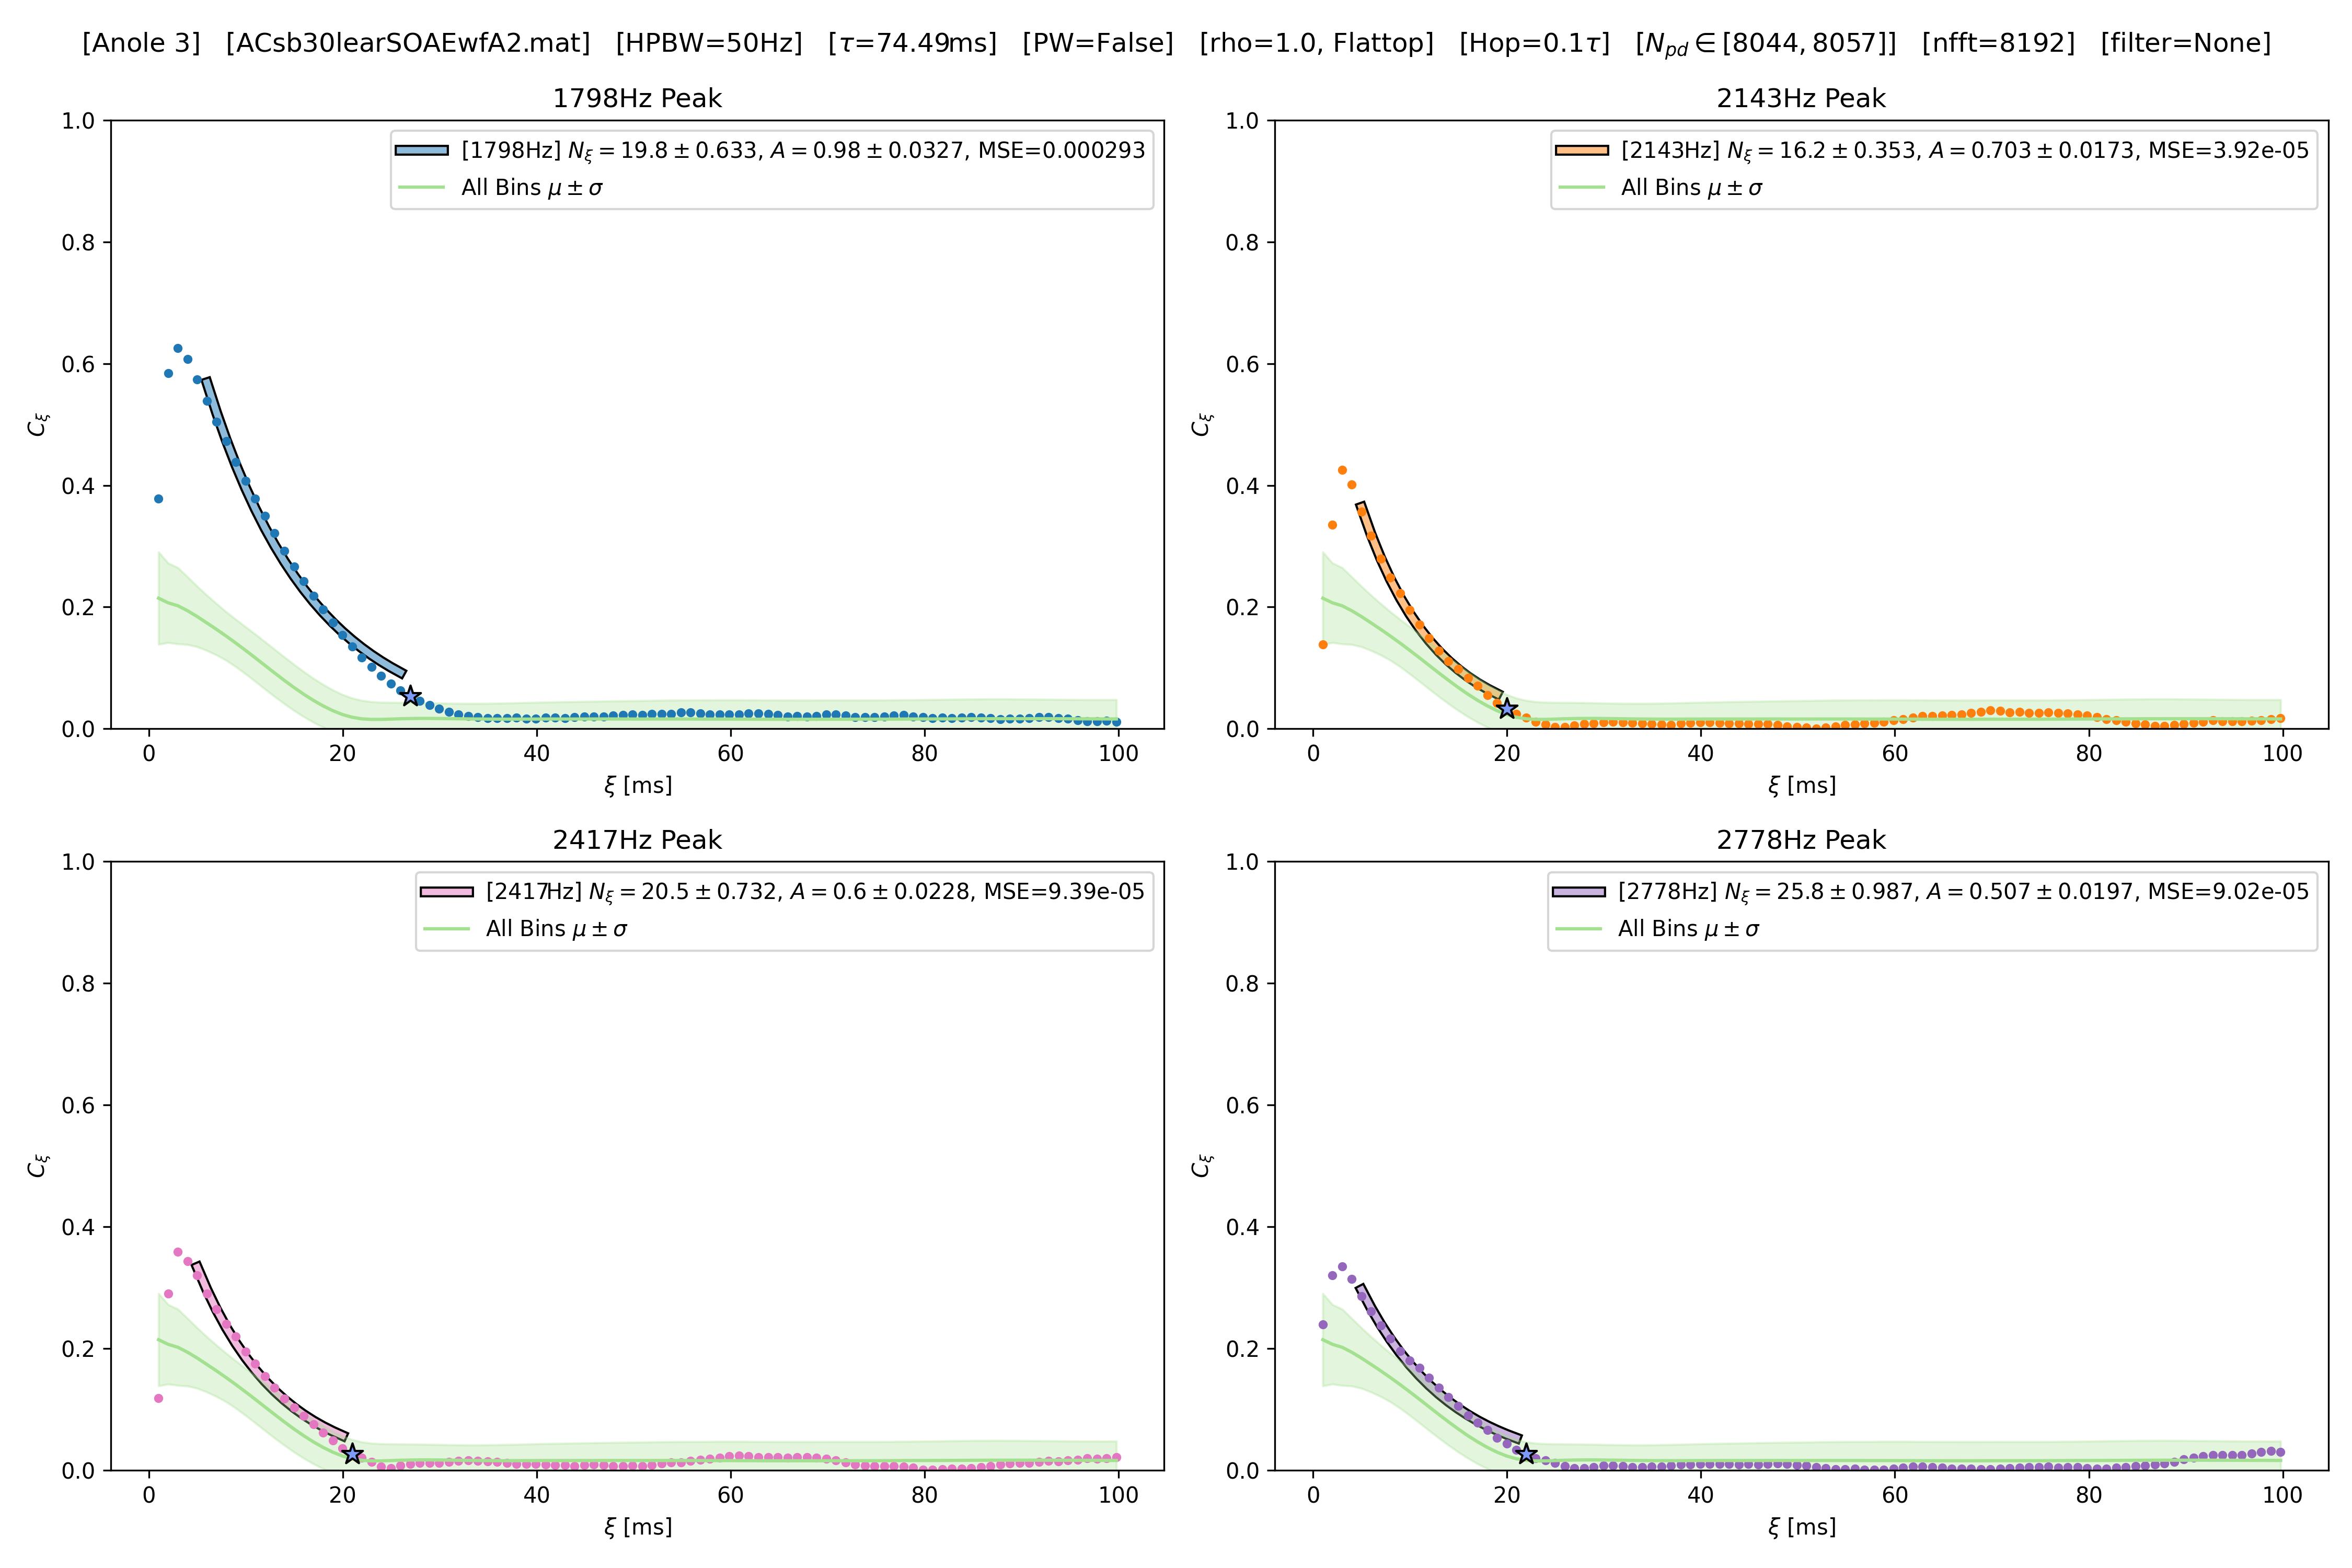 [Anole 3] [ACsb30learSOAEwfA2.mat] [HPBW=50Hz] [τ=74.49ms] [PW=False] [rho=1.0, Flattop] [Hop=0.1τ] [N_pd ∈ [8044, 8057]] [nfft=8192] [filter=None]
1798Hz Peak
[1798Hz] N_ξ = 19.8 ± 0.633, A = 0.98 ± 0.0327, MSE=0.000293
All Bins μ ± σ
1.0
0.8
0.6
0.4
0.2
0.0
C_ξ
0 20 40 60 80 100
ξ [ms]
2143Hz Peak
[2143Hz] N_ξ = 16.2 ± 0.353, A = 0.703 ± 0.0173, MSE=3.92e-05
All Bins μ ± σ
1.0
0.8
0.6
0.4
0.2
0.0
C_ξ
0 20 40 60 80 100
ξ [ms]
2417Hz Peak
[2417Hz] N_ξ = 20.5 ± 0.732, A = 0.6 ± 0.0228, MSE=9.39e-05
All Bins μ ± σ
1.0
0.8
0.6
0.4
0.2
0.0
C_ξ
0 20 40 60 80 100
ξ [ms]
2778Hz Peak
[2778Hz] N_ξ = 25.8 ± 0.987, A = 0.507 ± 0.0197, MSE=9.02e-05
All Bins μ ± σ
1.0
0.8
0.6
0.4
0.2
0.0
C_ξ
0 20 40 60 80 100
ξ [ms]